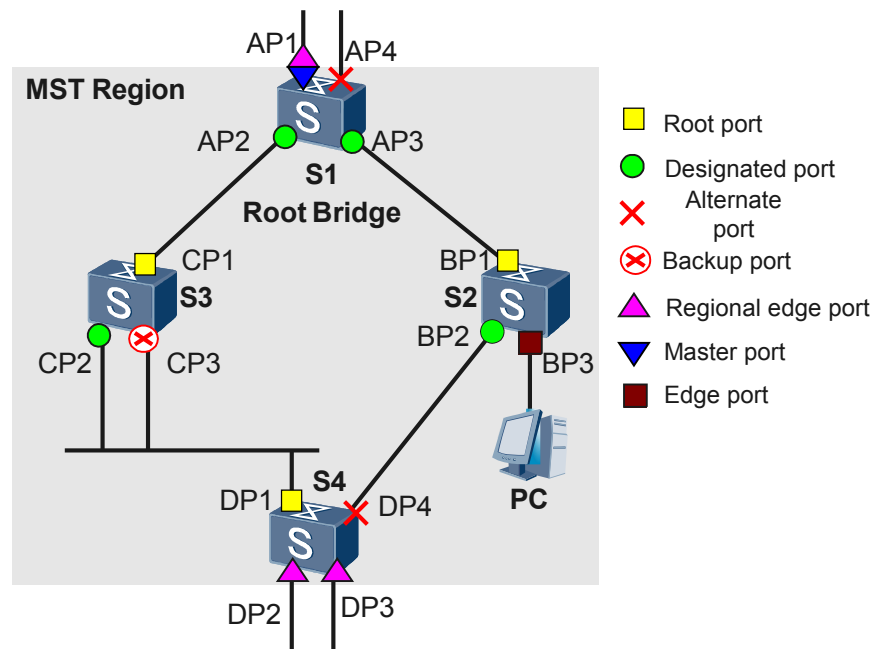 AP1
AP4
MST Region
S
AP2
AP3
S1
Root Bridge
CP1
BP1
S
S3
S2
S
CP2
CP3
BP2
BP3
S4
PC
DP1
DP4
S
DP2
DP3
Root port
Designated port
Alternate
port
Backup port
Regional edge port
Master port
Edge port